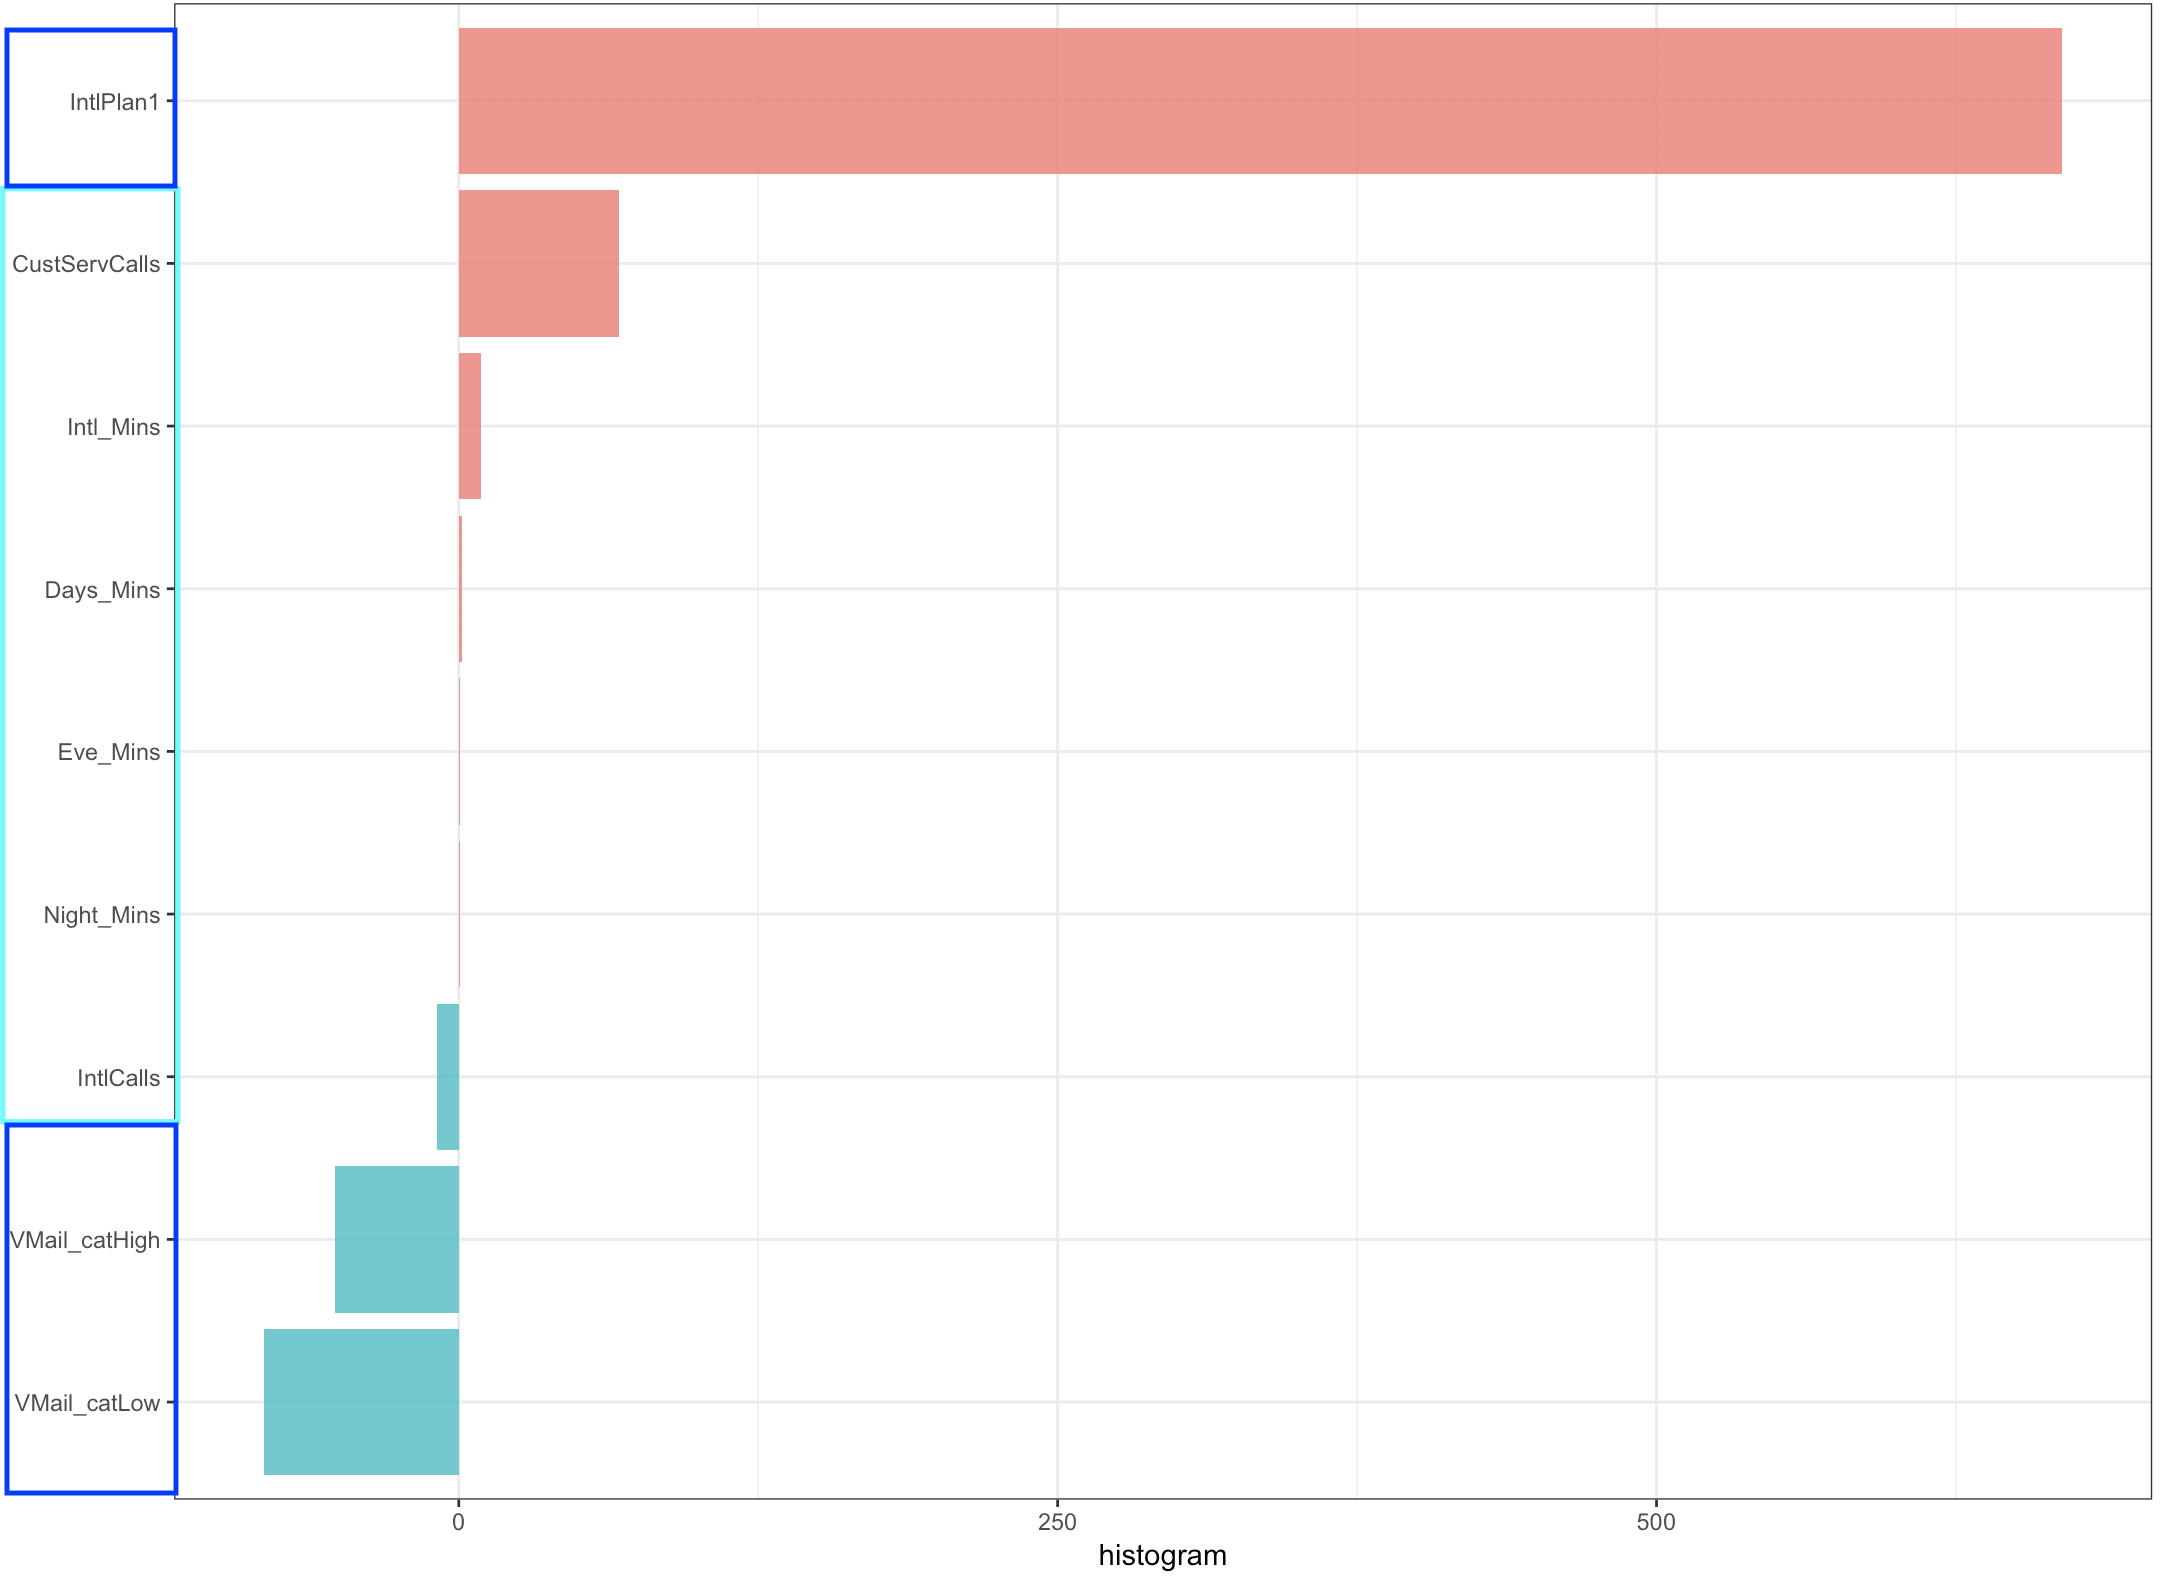 IntlPlan1
CustServCalls
Intl_Mins
Days_Mins
Eve_Mins
Night_Mins
IntlCalls
VMail_catHigh
VMail_catLow
0 250 500
histogram